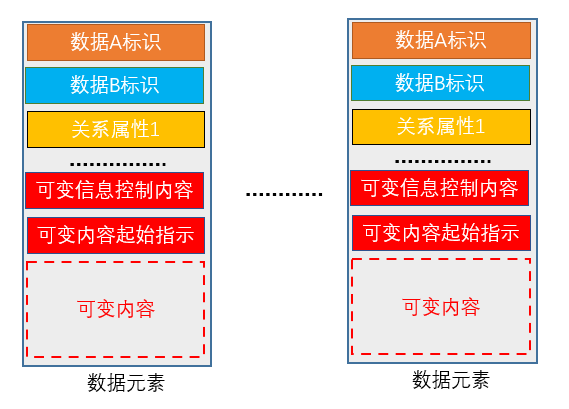 数据A标识
数据B标识
关系属性1
...............
可变信息控制内容
可变内容起始指示
可变内容
数据元素
............
数据A标识
数据B标识
关系属性1
...............
可变信息控制内容
可变内容起始指示
可变内容
数据元素